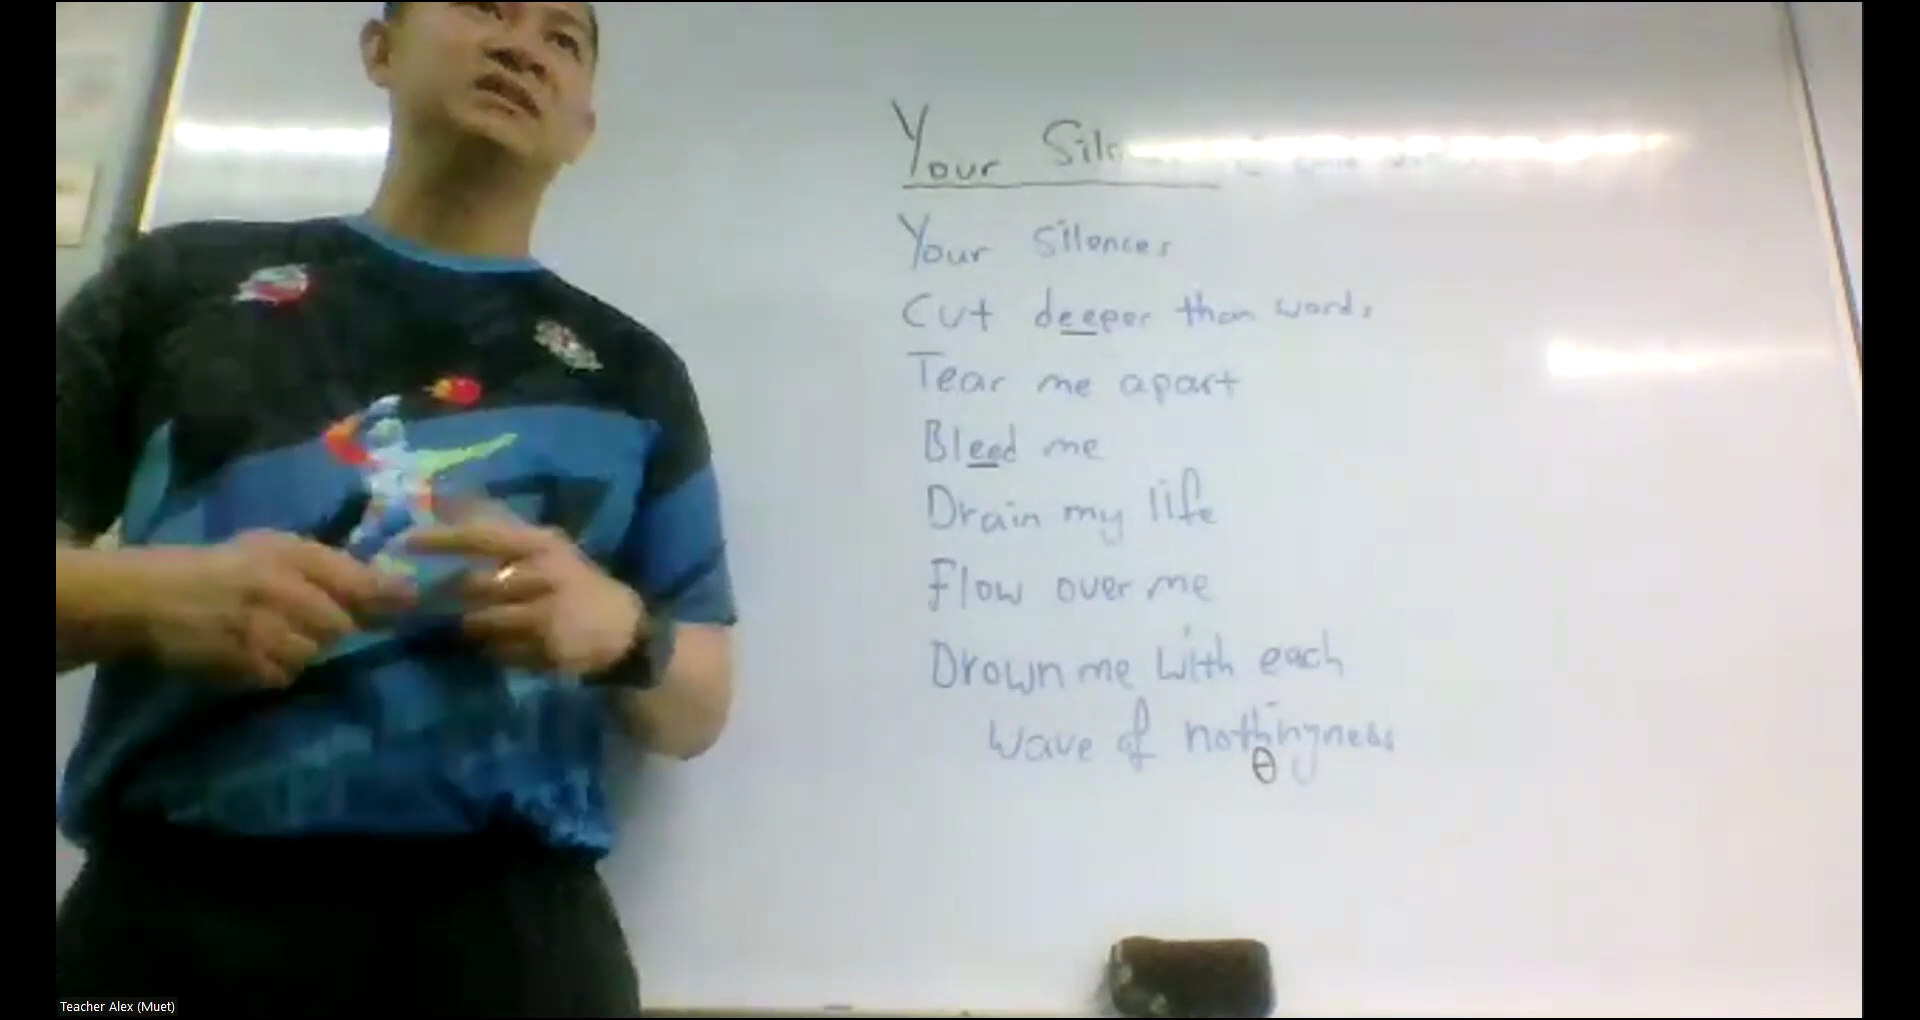 Your
Your silences
Cut deeper than words
Tear me apart
Bleed me
Drain my life
Flow over me
Drown me with each
wave of nothingness
θ
Teacher Alex (Muet)